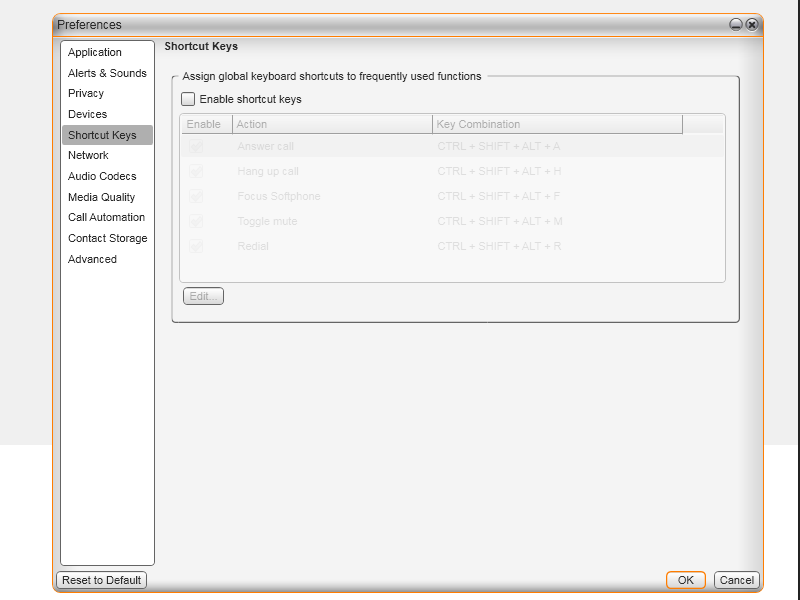 Preferences
Application
Alerts & Sounds
Privacy
Devices
Shortcut Keys
Network
Audio Codecs
Media Quality
Call Automation
Contact Storage
Advanced
Shortcut Keys
Assign global keyboard shortcuts to frequently used functions
Enable shortcut keys
Enable Action Key Combination
Answer call CTRL + SHIFT + ALT + A
Hang up call CTRL + SHIFT + ALT + H
Focus Softphone CTRL + SHIFT + ALT + F
Toggle mute CTRL + SHIFT + ALT + M
Redial CTRL + SHIFT + ALT + R
Edit...
Reset to Default OK Cancel